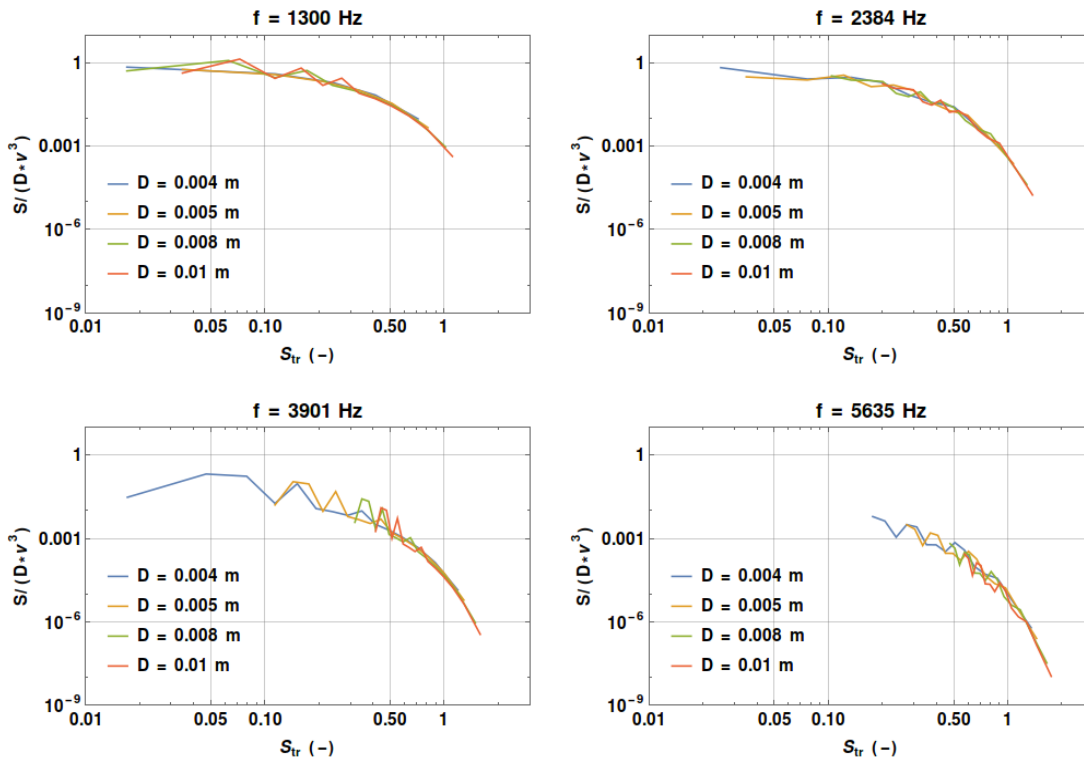 f = 1300 Hz
S/(D*v³)
1
0.001
10⁻⁶
10⁻⁹
D = 0.004 m
D = 0.005 m
D = 0.008 m
D = 0.01 m
0.01 0.05 0.10 0.50 1
S_tr (-)
f = 2384 Hz
S/(D*v³)
1
0.001
10⁻⁶
10⁻⁹
D = 0.004 m
D = 0.005 m
D = 0.008 m
D = 0.01 m
0.01 0.05 0.10 0.50 1
S_tr (-)
f = 3901 Hz
S/(D*v³)
1
0.001
10⁻⁶
10⁻⁹
D = 0.004 m
D = 0.005 m
D = 0.008 m
D = 0.01 m
0.01 0.05 0.10 0.50 1
S_tr (-)
f = 5635 Hz
S/(D*v³)
1
0.001
10⁻⁶
10⁻⁹
D = 0.004 m
D = 0.005 m
D = 0.008 m
D = 0.01 m
0.01 0.05 0.10 0.50 1
S_tr (-)